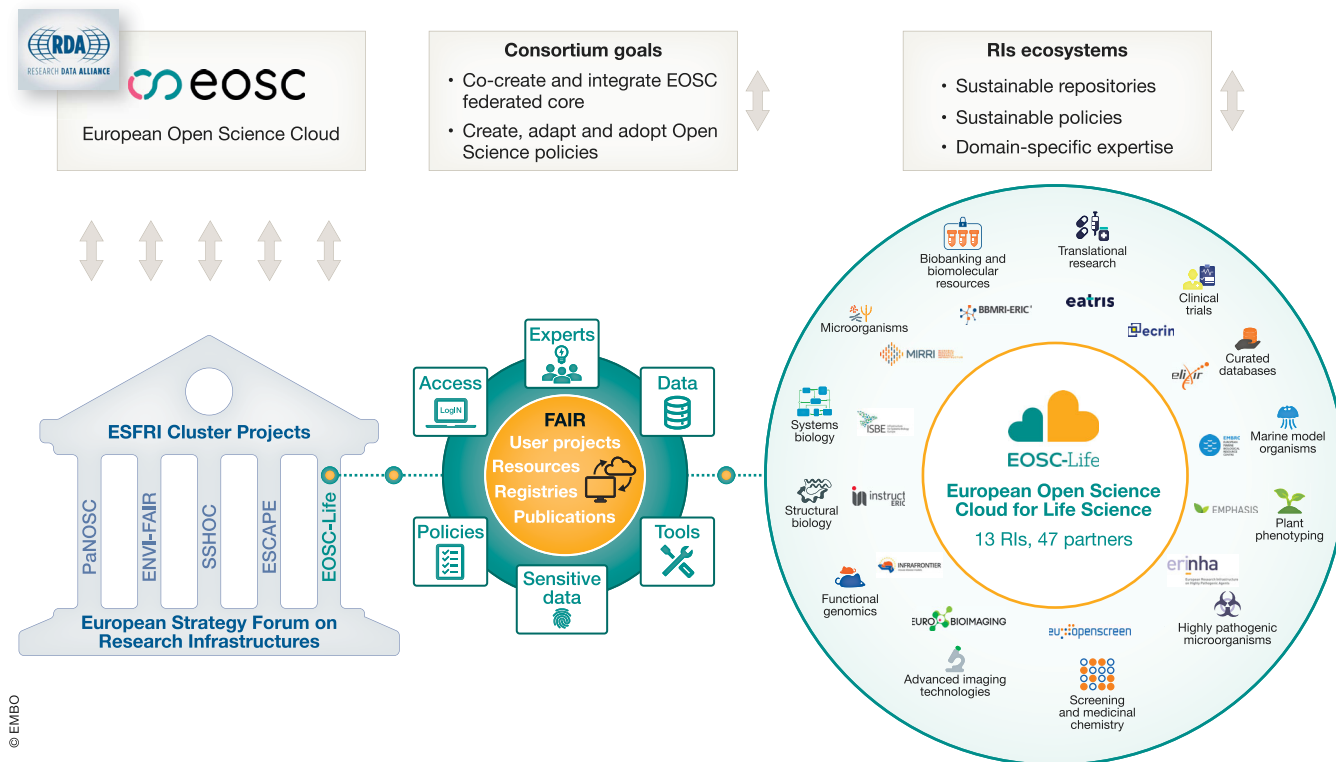 RDA
RESEARCH DATA ALLIANCE
eosc
European Open Science Cloud
Consortium goals
• Co-create and integrate EOSC
federated core
• Create, adapt and adopt Open
Science policies
RIs ecosystems
• Sustainable repositories
• Sustainable policies
• Domain-specific expertise
ESFRI Cluster Projects
PaNOSC
ENVI-FAIR
SSHOC
ESCAPE
EOSC-Life
European Strategy Forum on
Research Infrastructures
Experts
Access
LogIN
Data
FAIR
User projects
Resources
Registries
Publications
Policies
Tools
Sensitive
data
Biobanking and
biomolecular
resources
BBMRI-ERIC
Translational
research
eatris
Clinical
trials
ecrin
Curated
databases
elixir
Marine model
organisms
EMBRC
Plant
phenotyping
EMPHASIS
erinha
Highly pathogenic
microorganisms
eu openscreen
Screening
and medicinal
chemistry
EURO BIOIMAGING
Advanced imaging
technologies
INFRAFRONTIER
Functional
genomics
instruct
ERIC
Structural
biology
ISBE
Systems
biology
MIRRI
Microorganisms
EOSC-Life
European Open Science
Cloud for Life Science
13 RIs, 47 partners
© EMBO